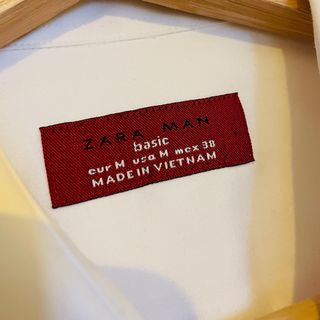 ZARA MAN
basic
eur M usa M mex 38
MADE IN VIETNAM